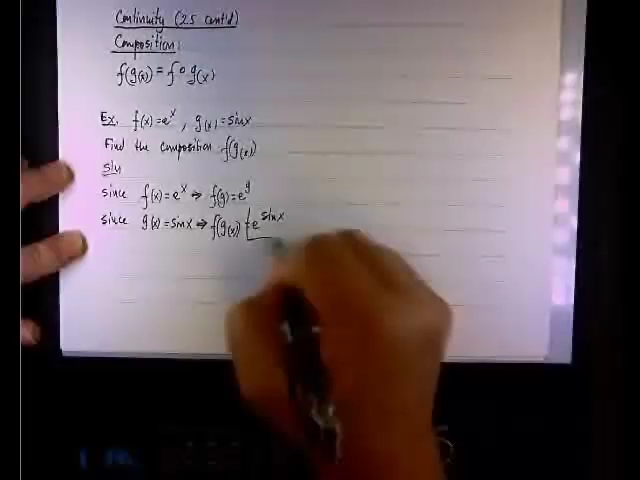 Continuity (2.5 cont'd)
Composition:
f(g(x)) = f∘g(x)
Ex. f(x) = e^x, g(x) = sinx
Find the composition f(g(x))
Sln
since f(x) = e^x → f(g) = e^g
since g(x) = sinx → f(g(x)) = e^sinx